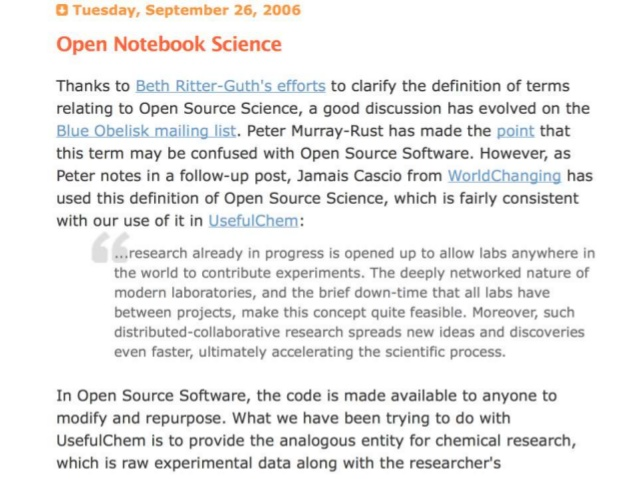 Tuesday, September 26, 2006
Open Notebook Science
Thanks to Beth Ritter-Guth's efforts to clarify the definition of terms
relating to Open Source Science, a good discussion has evolved on the
Blue Obelisk mailing list. Peter Murray-Rust has made the point that
this term may be confused with Open Source Software. However, as
Peter notes in a follow-up post, Jamais Cascio from WorldChanging has
used this definition of Open Source Science, which is fairly consistent
with our use of it in UsefulChem:
“...research already in progress is opened up to allow labs anywhere in
the world to contribute experiments. The deeply networked nature of
modern laboratories, and the brief down-time that all labs have
between projects, make this concept quite feasible. Moreover, such
distributed-collaborative research spreads new ideas and discoveries
even faster, ultimately accelerating the scientific process.
In Open Source Software, the code is made available to anyone to
modify and repurpose. What we have been trying to do with
UsefulChem is to provide the analogous entity for chemical research,
which is raw experimental data along with the researcher's